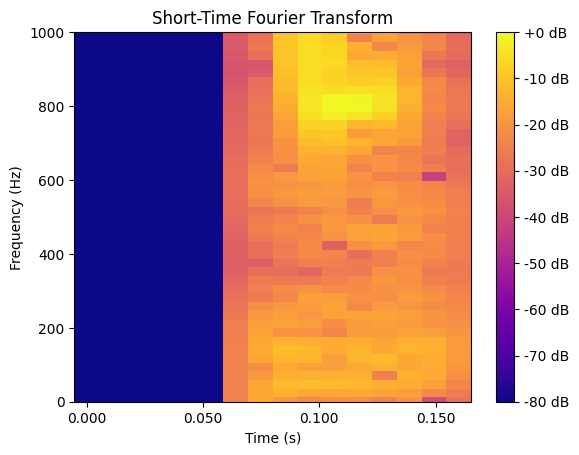 Short-Time Fourier Transform
Frequency (Hz)
1000
800
600
400
200
0
0.000
0.050
0.100
0.150
Time (s)
+0 dB
-10 dB
-20 dB
-30 dB
-40 dB
-50 dB
-60 dB
-70 dB
-80 dB